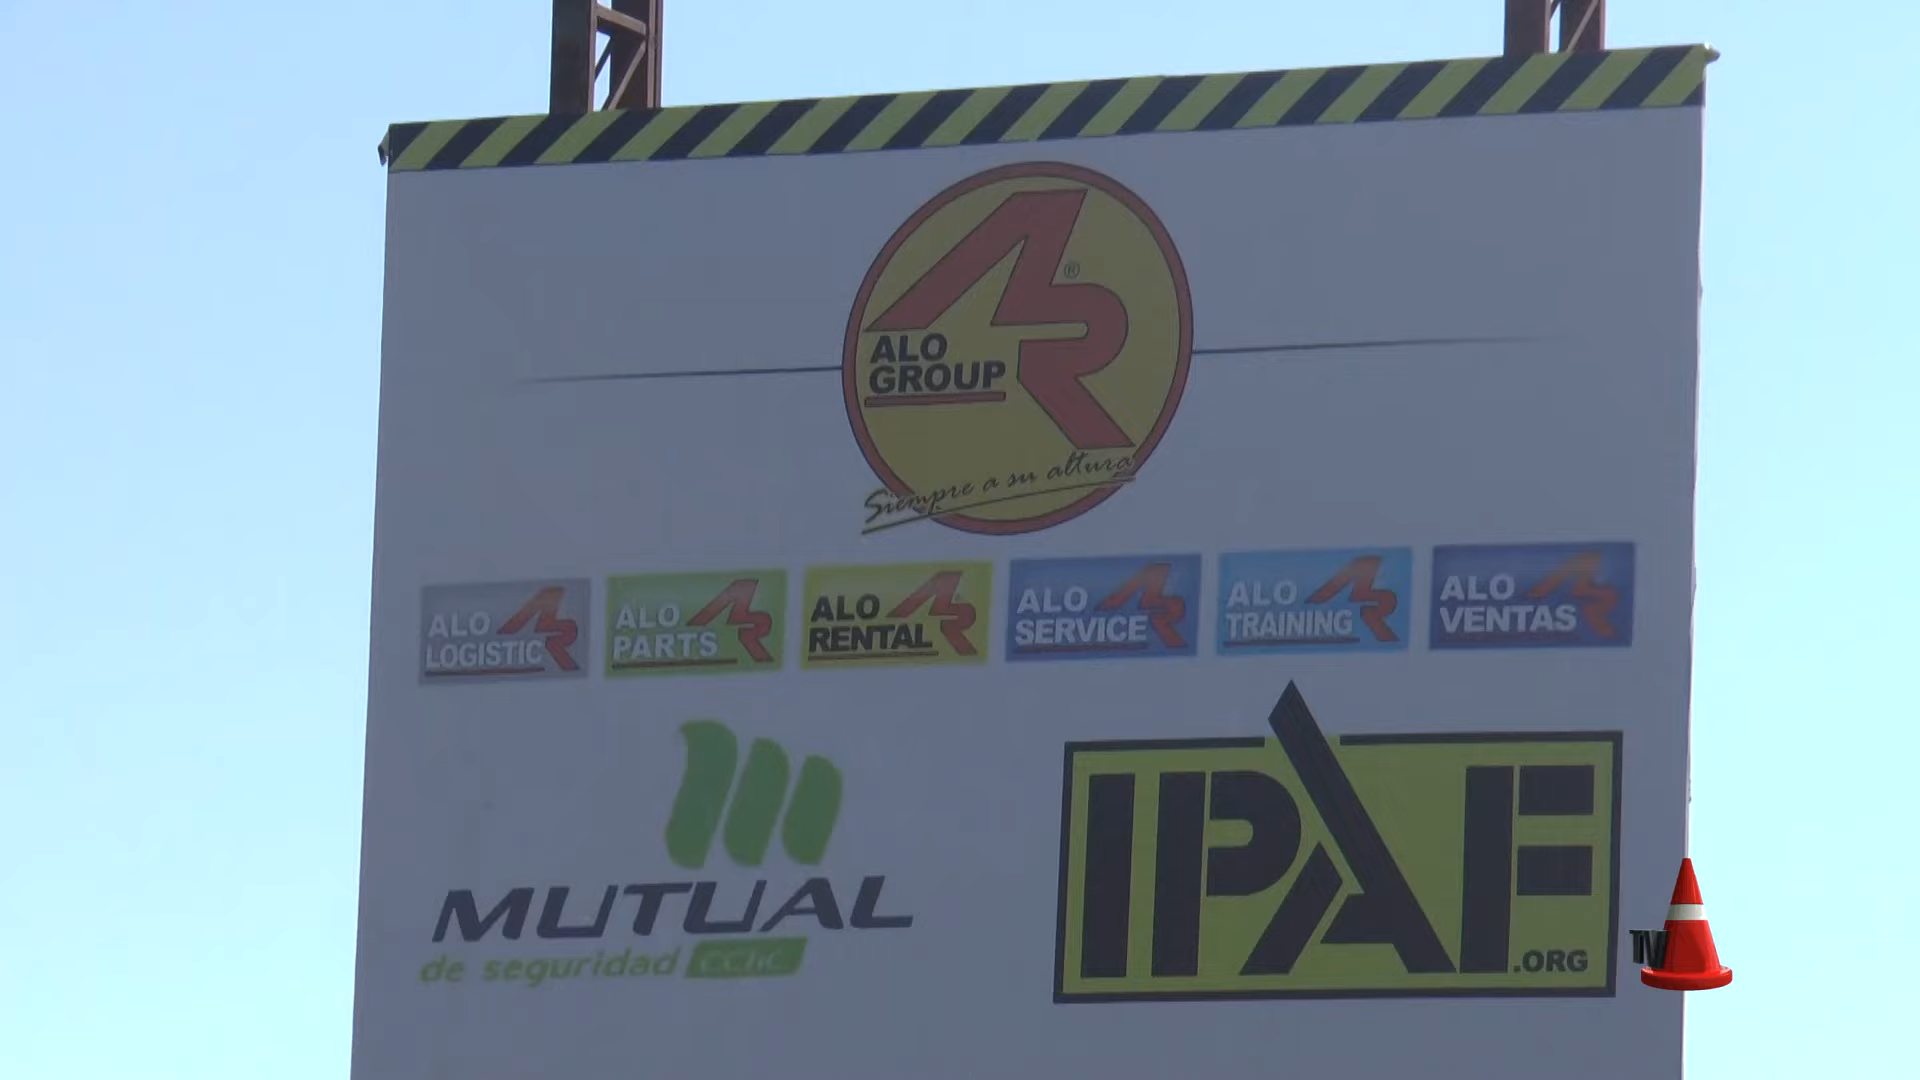 ®
ALO
GROUP
Siempre a su altura
ALO
LOGISTIC
ALO
PARTS
ALO
RENTAL
ALO
SERVICE
ALO
TRAINING
ALO
VENTAS
MUTUAL
de seguridad CChC
IPAF
.ORG
TV